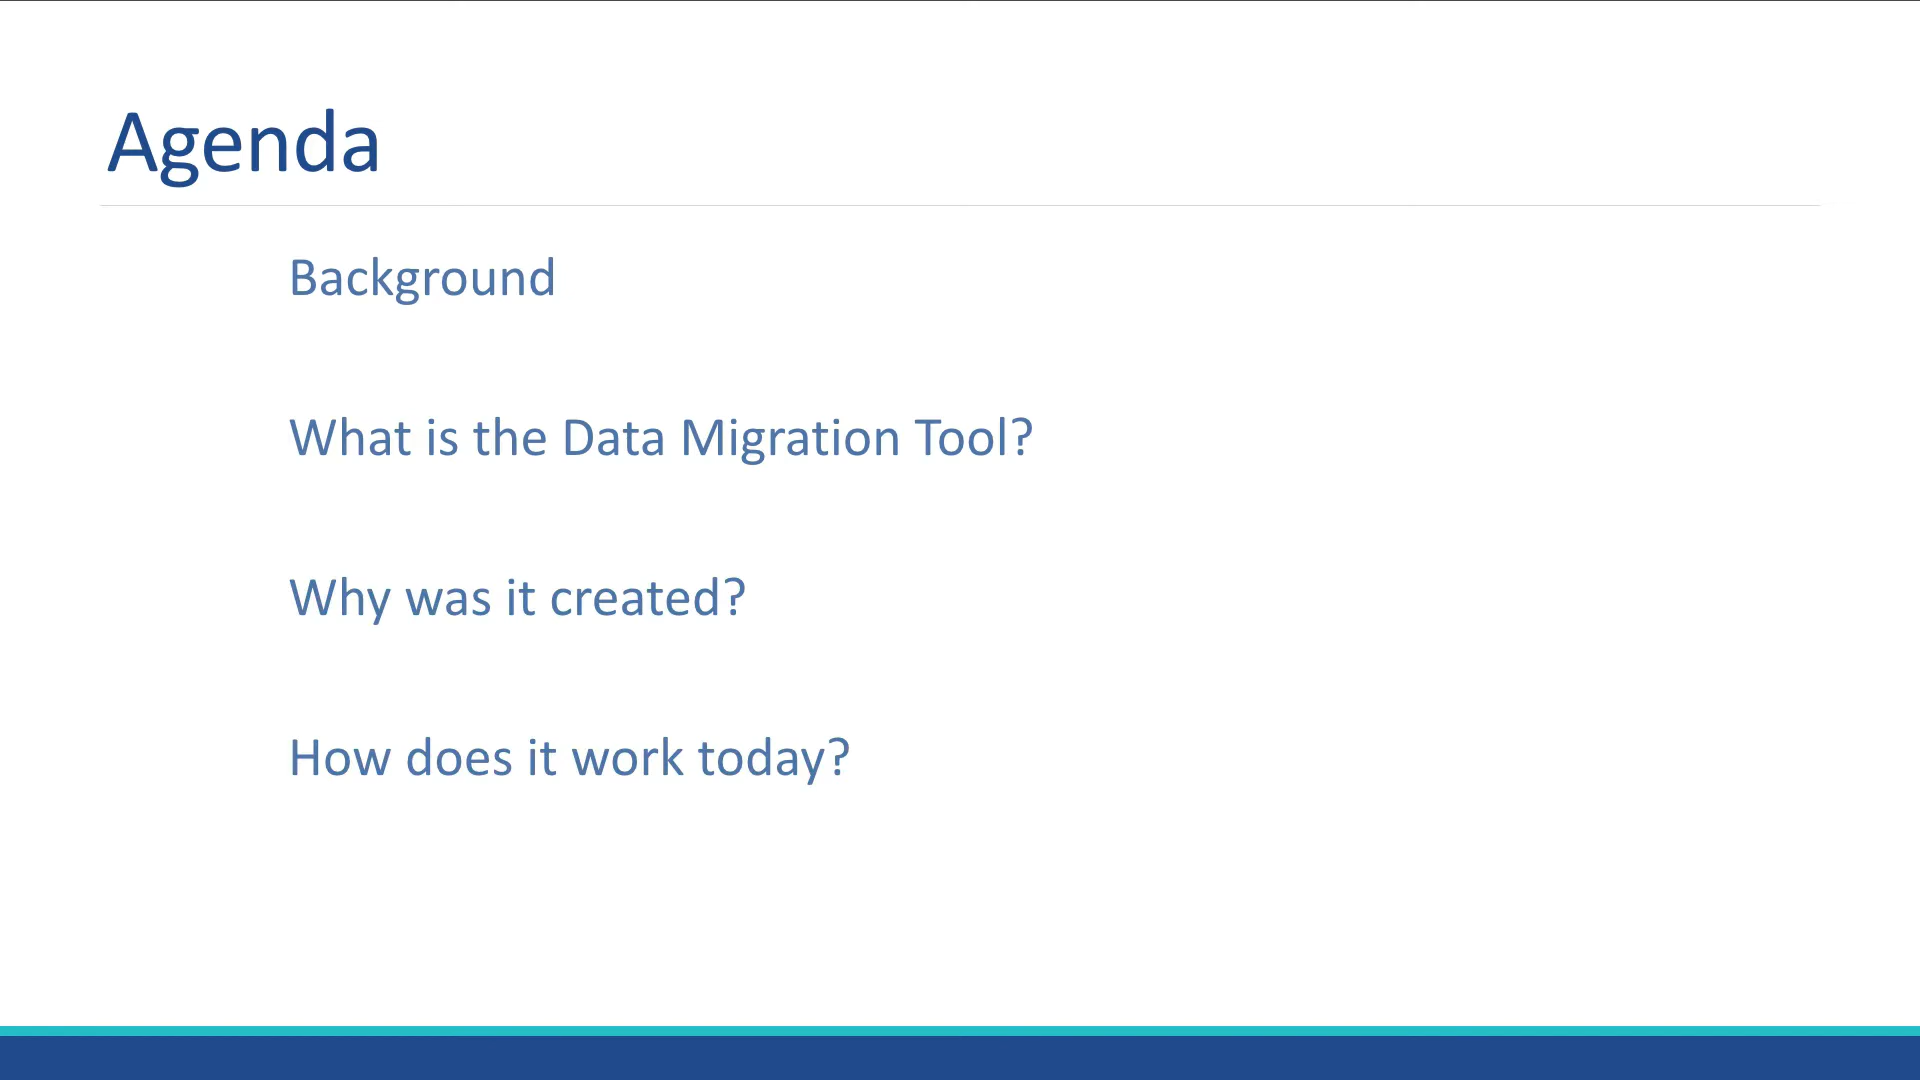 Agenda
Background
What is the Data Migration Tool?
Why was it created?
How does it work today?